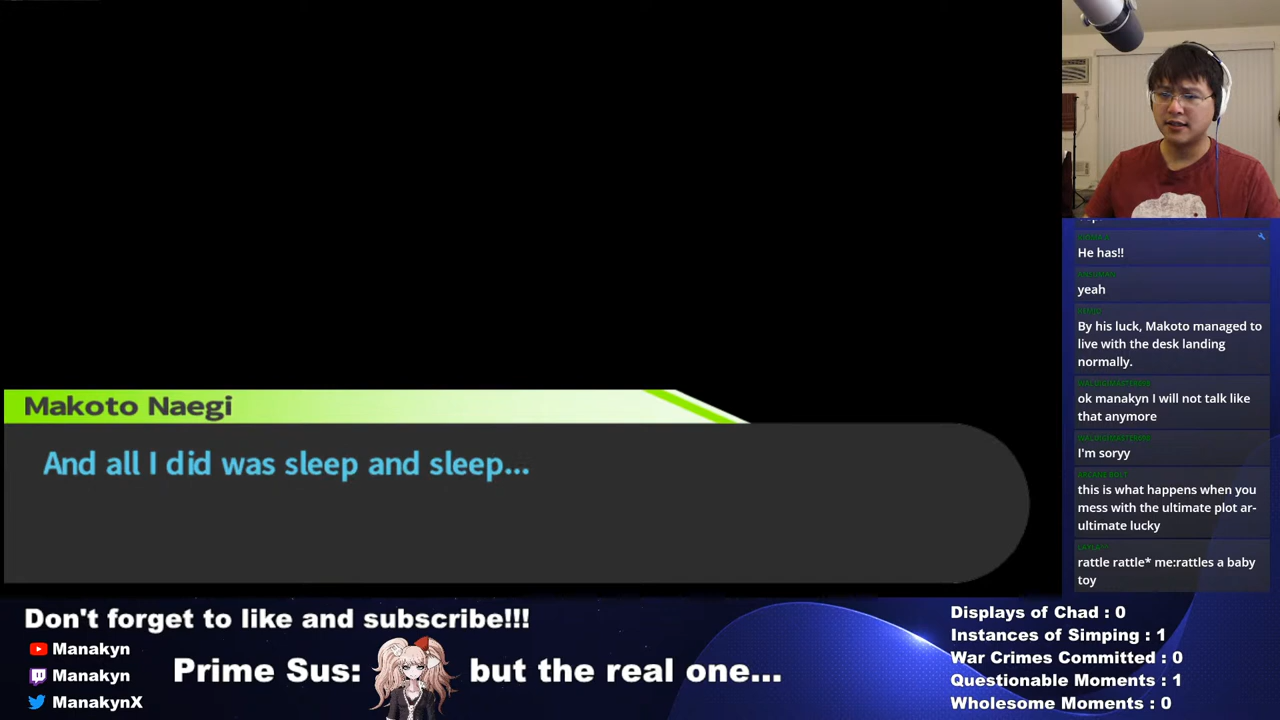 Makoto Naegi
And all I did was sleep and sleep...
He has!!
yeah
By his luck, Makoto managed to
live with the desk landing
normally.
ok manakyn I will not talk like
that anymore
I'm soryy
this is what happens when you
mess with the ultimate plot ar-
ultimate lucky
rattle rattle* me:rattles a baby
toy
Don't forget to like and subscribe!!!
Manakyn
Manakyn
ManakynX
Prime Sus: but the real one...
Displays of Chad : 0
Instances of Simping : 1
War Crimes Committed : 0
Questionable Moments : 1
Wholesome Moments : 0